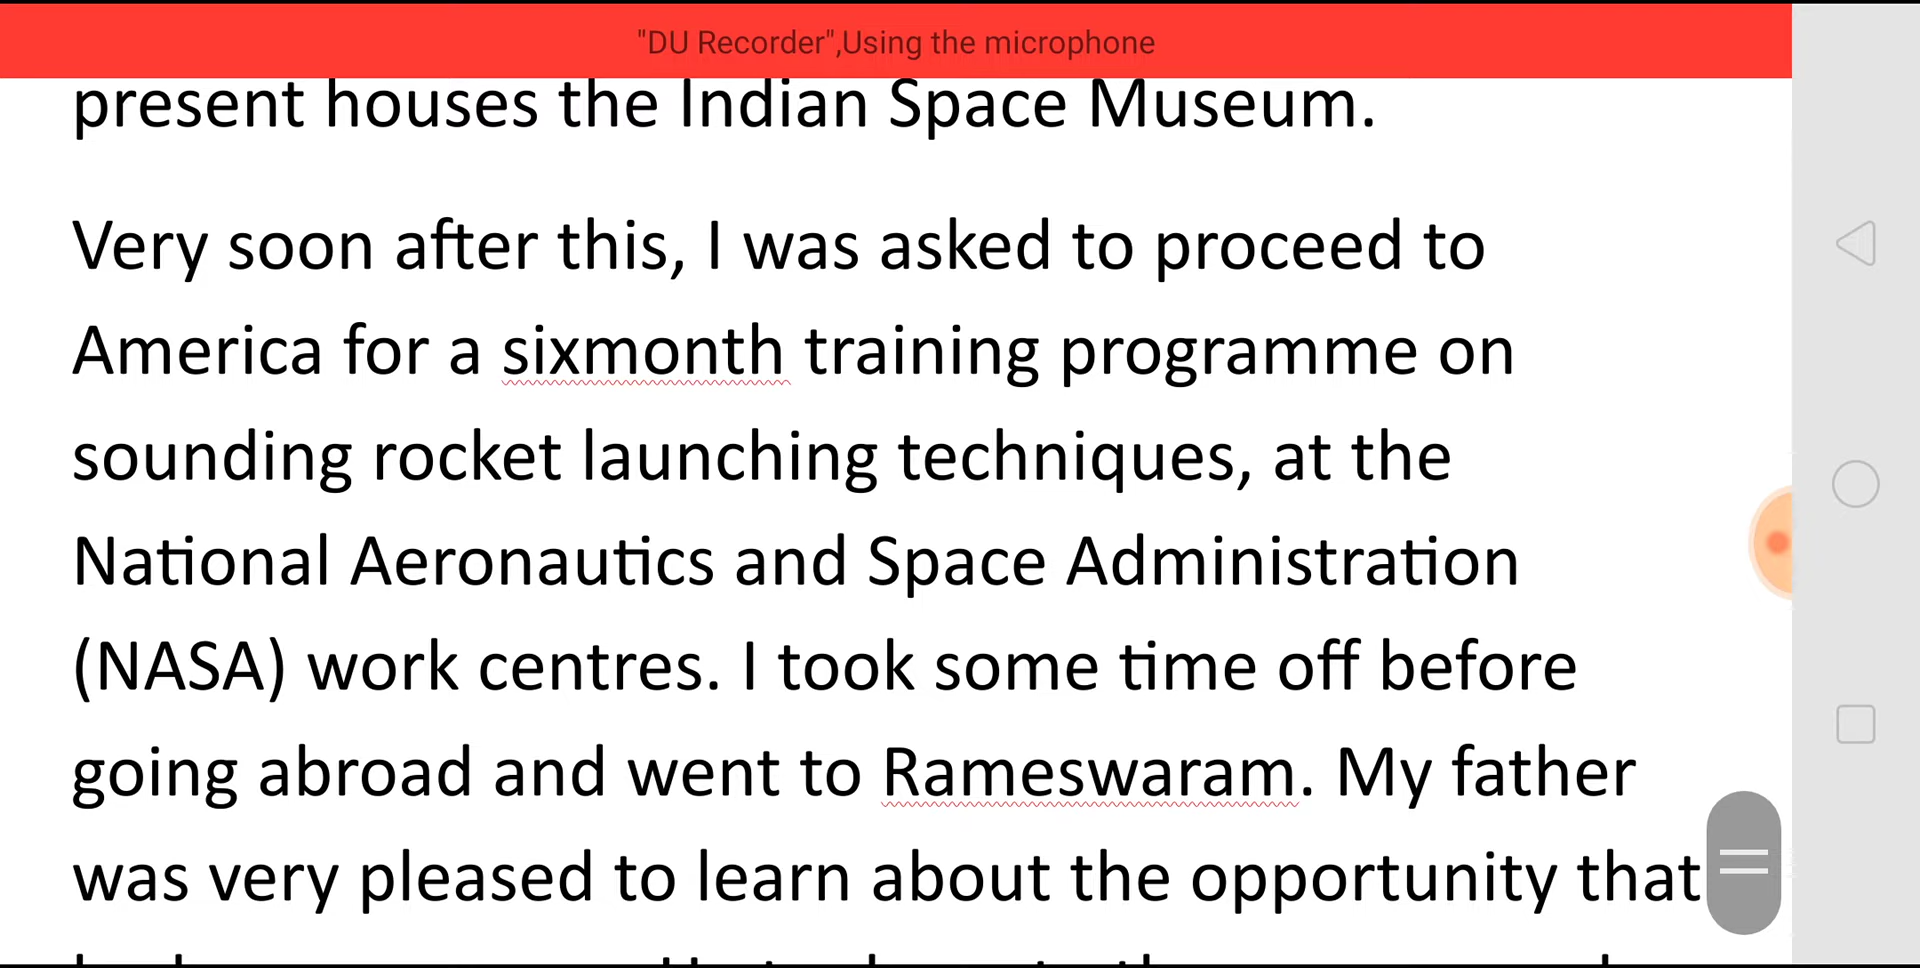 "DU Recorder",Using the microphone
present houses the Indian Space Museum.
Very soon after this, I was asked to proceed to
America for a sixmonth training programme on
sounding rocket launching techniques, at the
National Aeronautics and Space Administration
(NASA) work centres. I took some time off before
going abroad and went to Rameswaram. My father
was very pleased to learn about the opportunity that